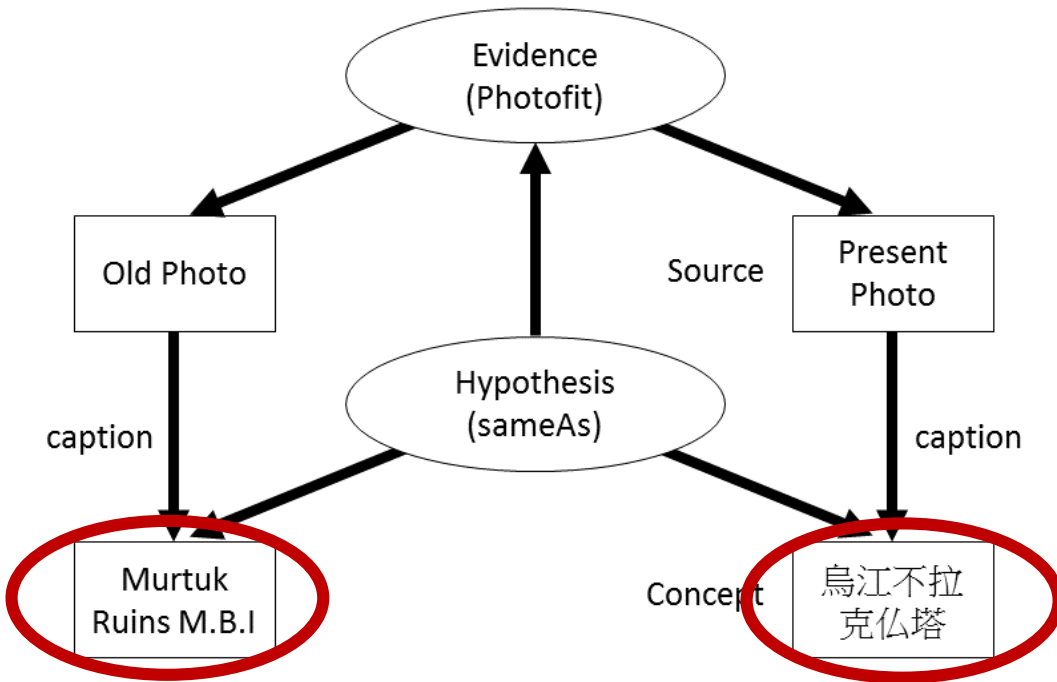 Evidence
(Photofit)
Old Photo
Source
Present
Photo
Hypothesis
(sameAs)
caption
caption
Murtuk
Ruins M.B.I
Concept
烏江不拉
克仏塔